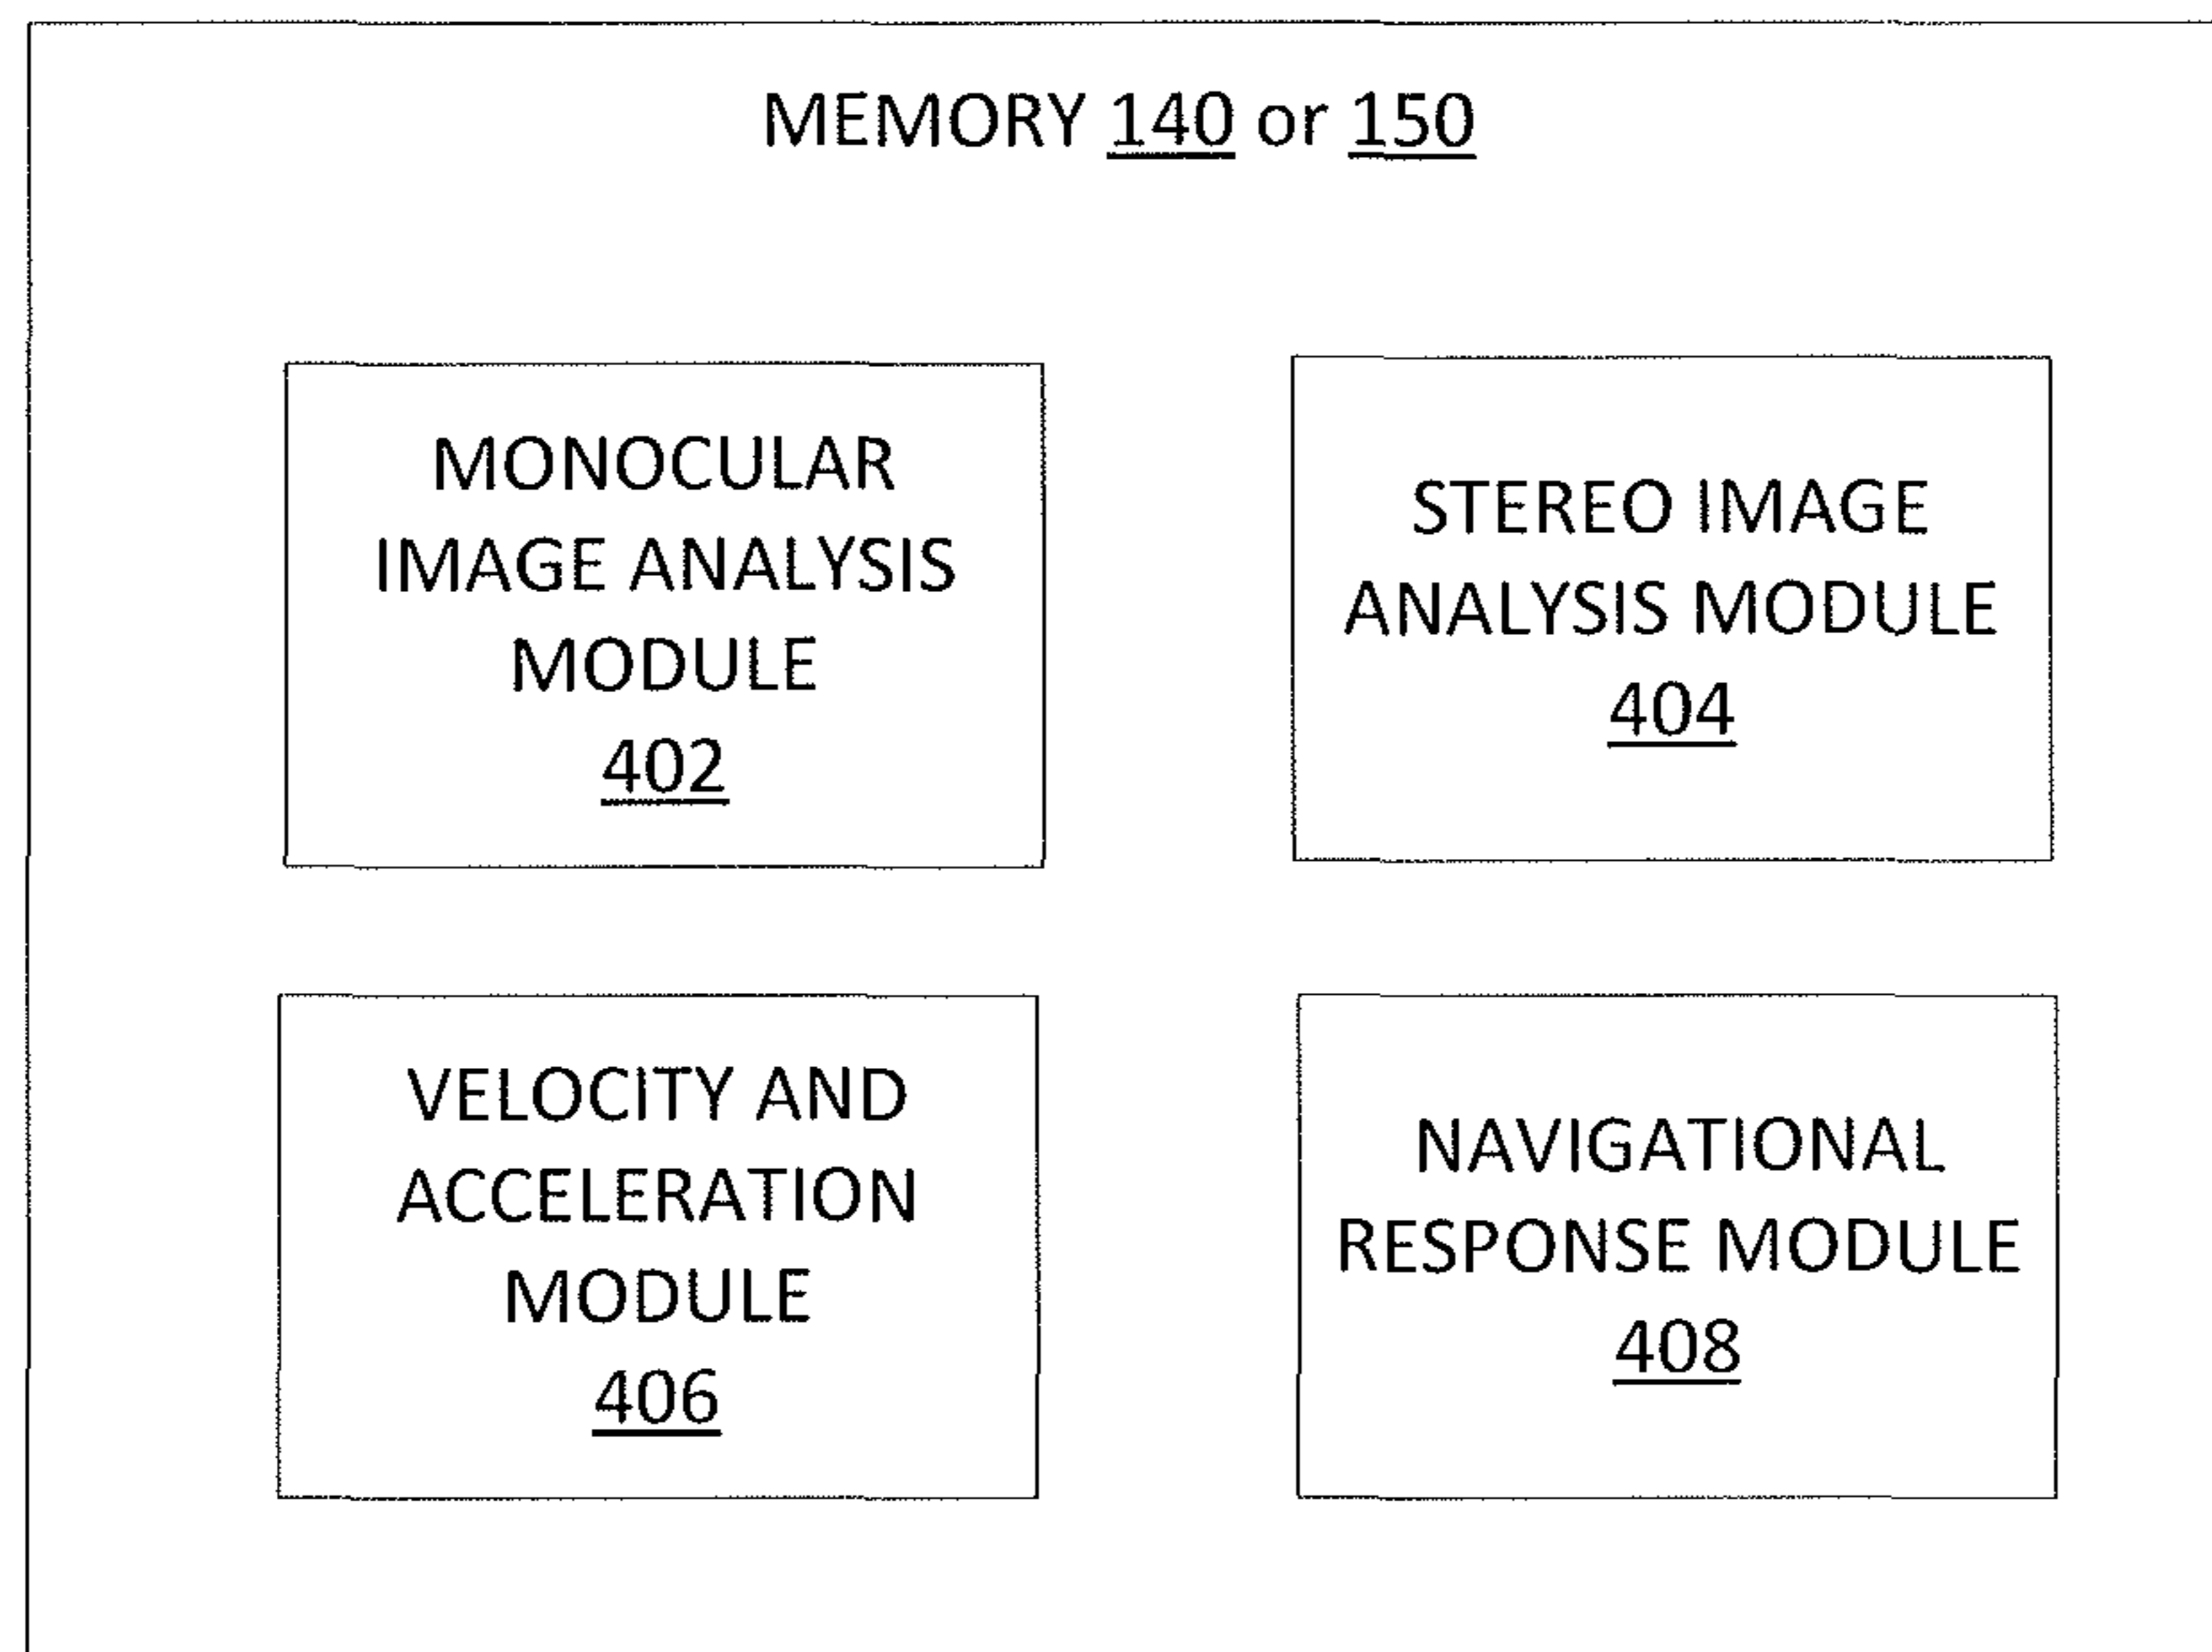 MEMORY 140 or 150
MONOCULAR
IMAGE ANALYSIS
MODULE
402
STEREO IMAGE
ANALYSIS MODULE
404
VELOCITY AND
ACCELERATION
MODULE
406
NAVIGATIONAL
RESPONSE MODULE
408